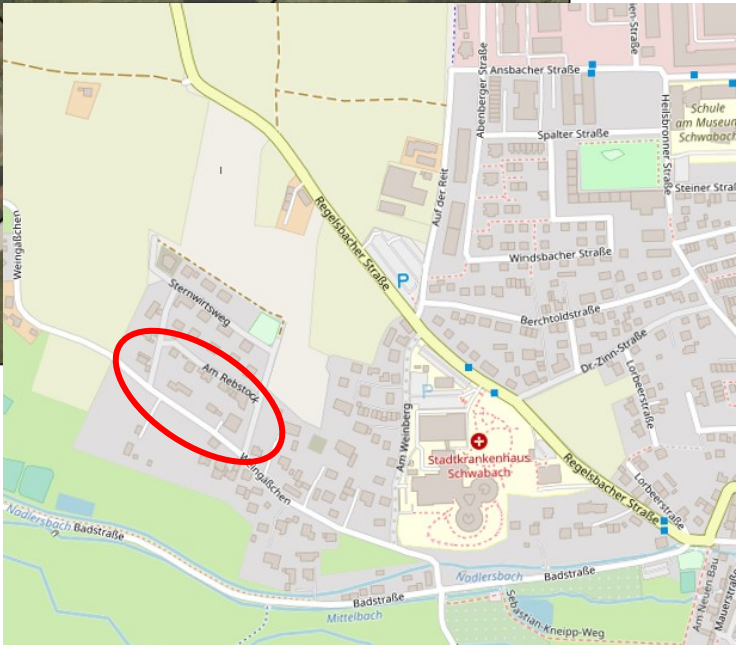 Ansbacher Straße
Abenberger Straße
en-Straße
Heilsbronner Straße
Schule
am Museum
Schwabach
Spalter Straße
Steiner Straß
Auf der Reit
Regelsbacher Straße
P
Windsbacher Straße
Berchtoldstraße
Weingäßchen
Sternwirtsweg
Am Rebstock
Dr.-Zinn-Straße
Lorbeerstraße
P
Am Weinberg
Stadtkrankenhaus
Schwabach
Weingäßchen
Regelsbacher Straße
Lorbeerstraße
Nadlersbach
Badstraße
Nadlersbach
Badstraße
Badstraße
Mittelbach
Sebastian-Kneipp-Weg
Am Neuen Bau
Mauerstraße